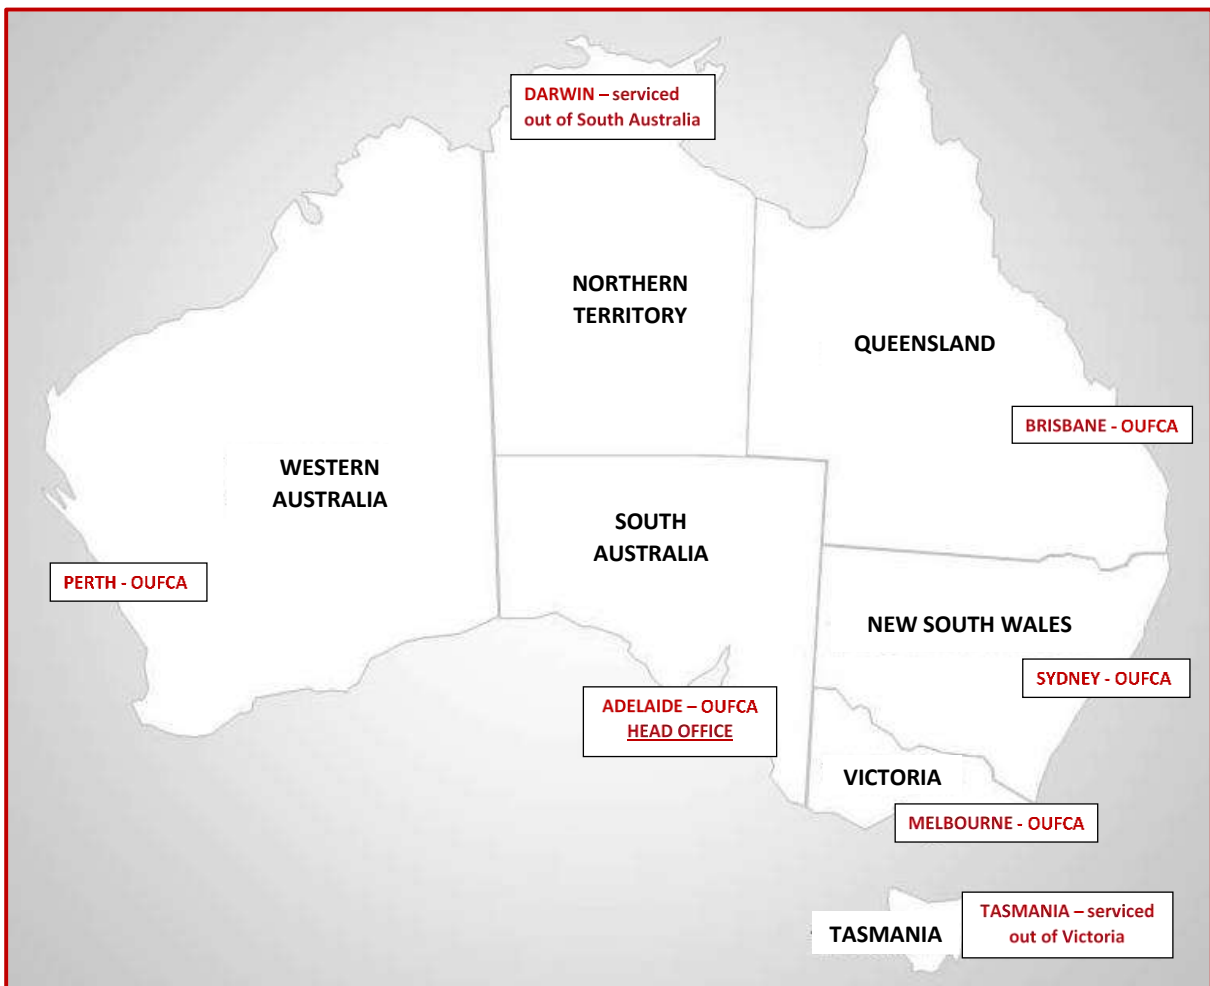 DARWIN – serviced
out of South Australia
NORTHERN
TERRITORY
QUEENSLAND
BRISBANE - OUFCA
WESTERN
AUSTRALIA
SOUTH
AUSTRALIA
PERTH - OUFCA
NEW SOUTH WALES
SYDNEY - OUFCA
ADELAIDE – OUFCA
HEAD OFFICE
VICTORIA
MELBOURNE - OUFCA
TASMANIA – serviced
out of Victoria
TASMANIA